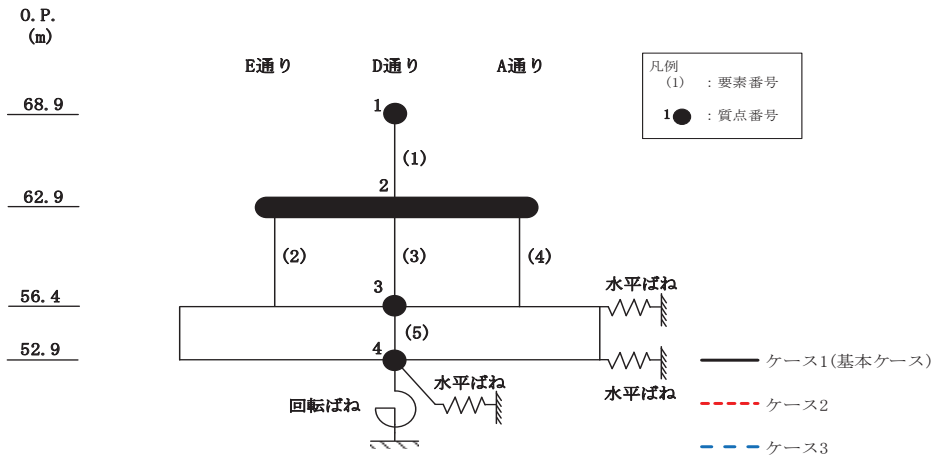 O.P.
(m)
E通り D通り A通り
凡例
(1) : 要素番号
1 : 質点番号
68.9
1
(1)
2
62.9
(2) (3) (4)
3
水平ばね
56.4
(5)
52.9
4
水平ばね
水平ばね
回転ばね
ケース1(基本ケース)
ケース2
ケース3